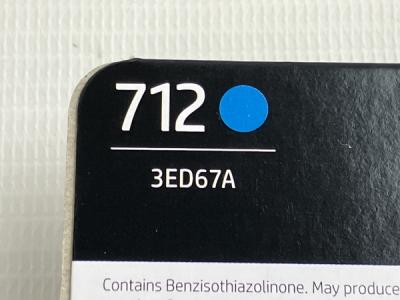 712
3ED67A
Contains Benzisothiazolinone. May produce